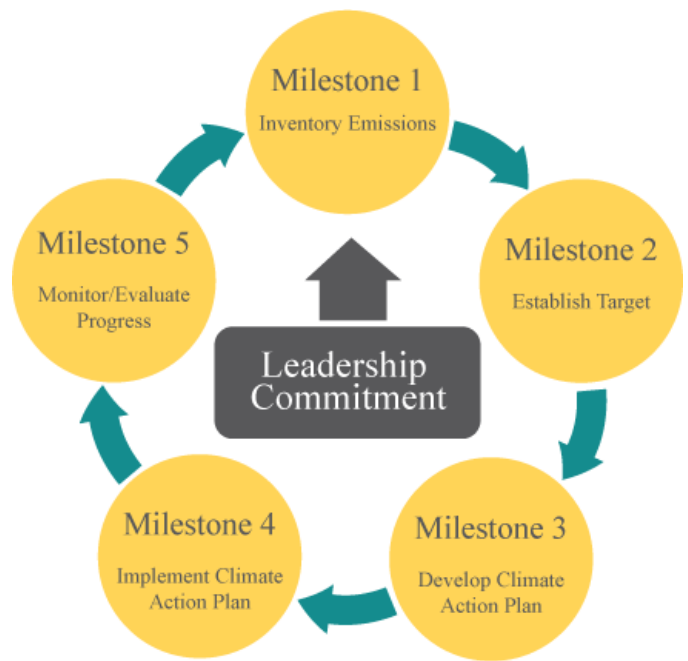 Milestone 1
Inventory Emissions
Milestone 2
Establish Target
Milestone 3
Develop Climate
Action Plan
Milestone 4
Implement Climate
Action Plan
Milestone 5
Monitor/Evaluate
Progress
Leadership
Commitment